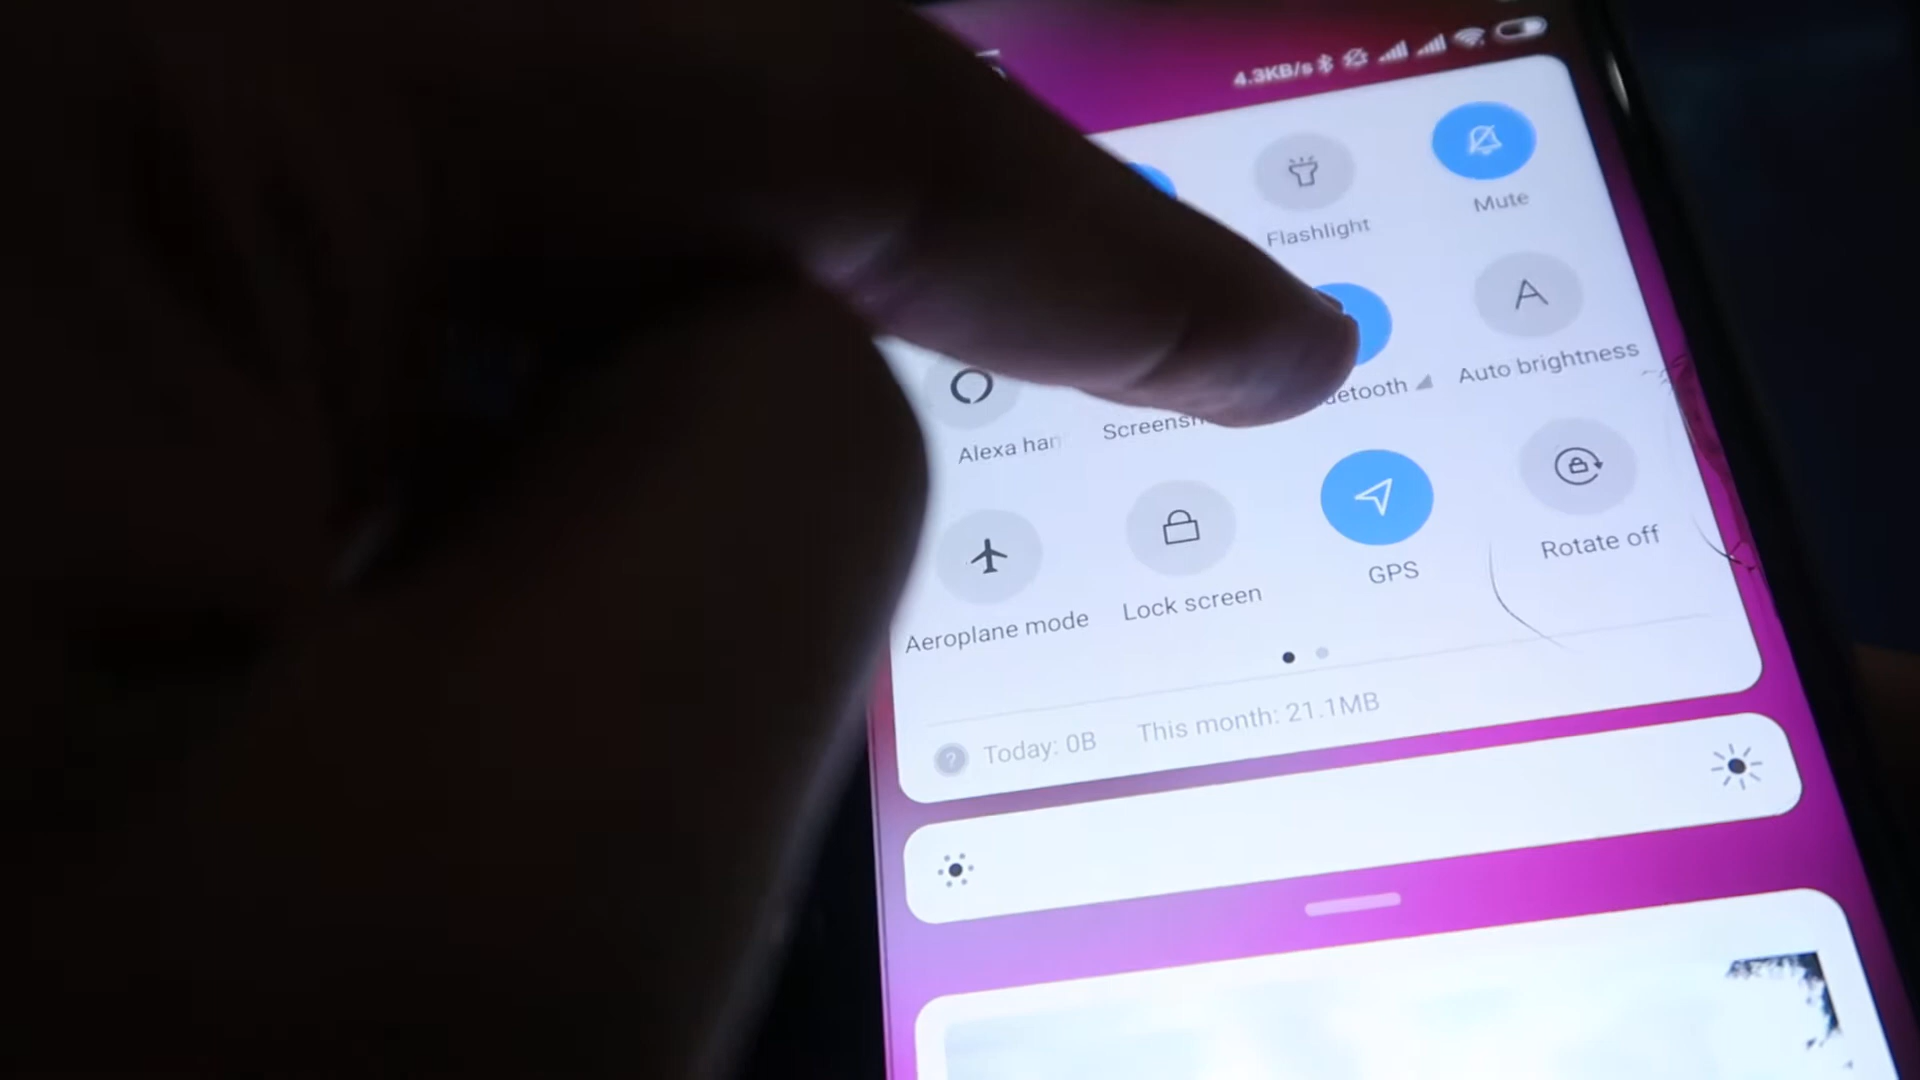 4.3KB/s
Flashlight
Mute
Auto brightness
Alexa han
Screensh
uetooth
Aeroplane mode
Lock screen
GPS
Rotate off
Today: 0B
This month: 21.1MB